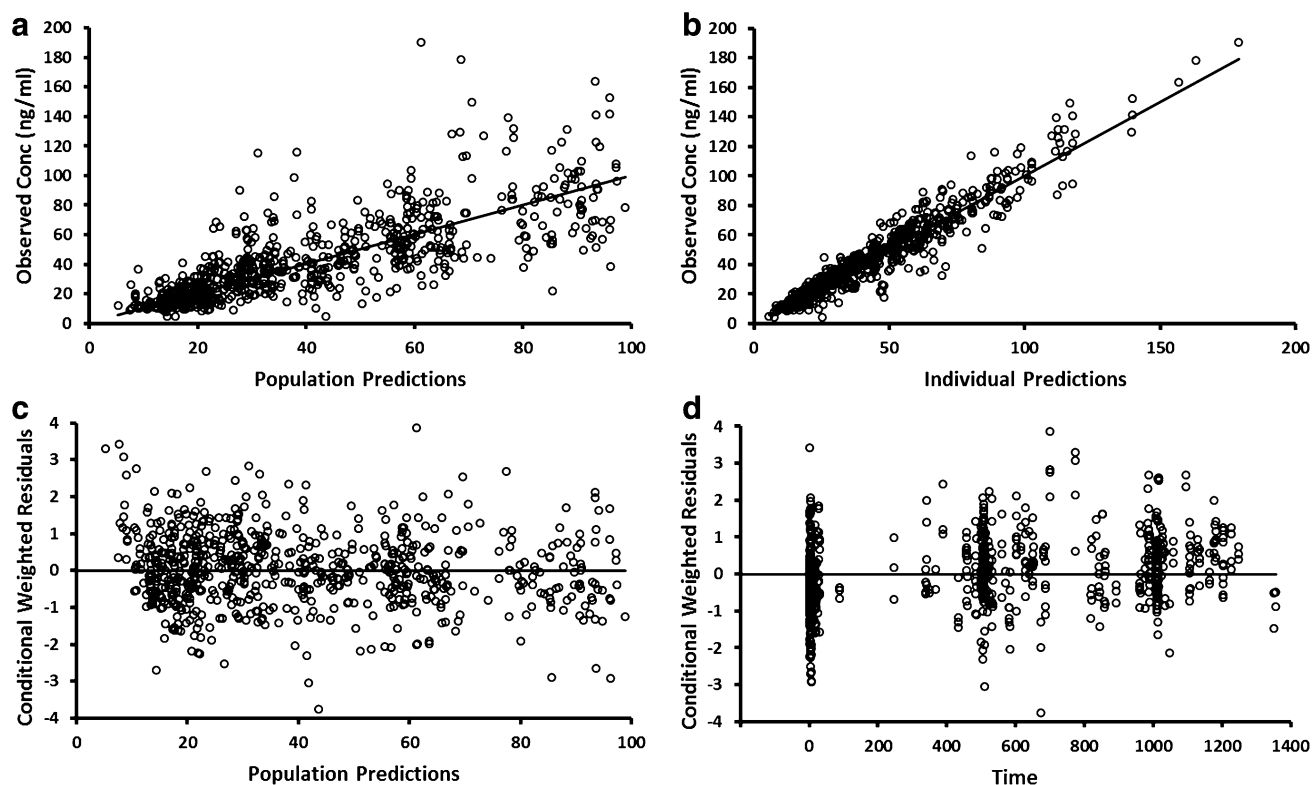 a
Observed Conc (ng/ml)
200
180
160
140
120
100
80
60
40
20
0
0 20 40 60 80 100
Population Predictions
b
Observed Conc (ng/ml)
200
180
160
140
120
100
80
60
40
20
0
0 50 100 150 200
Individual Predictions
c
Conditional Weighted Residuals
4
3
2
1
0
-1
-2
-3
-4
0 20 40 60 80 100
Population Predictions
d
Conditional Weighted Residuals
4
3
2
1
0
-1
-2
-3
-4
0 200 400 600 800 1000 1200 1400
Time